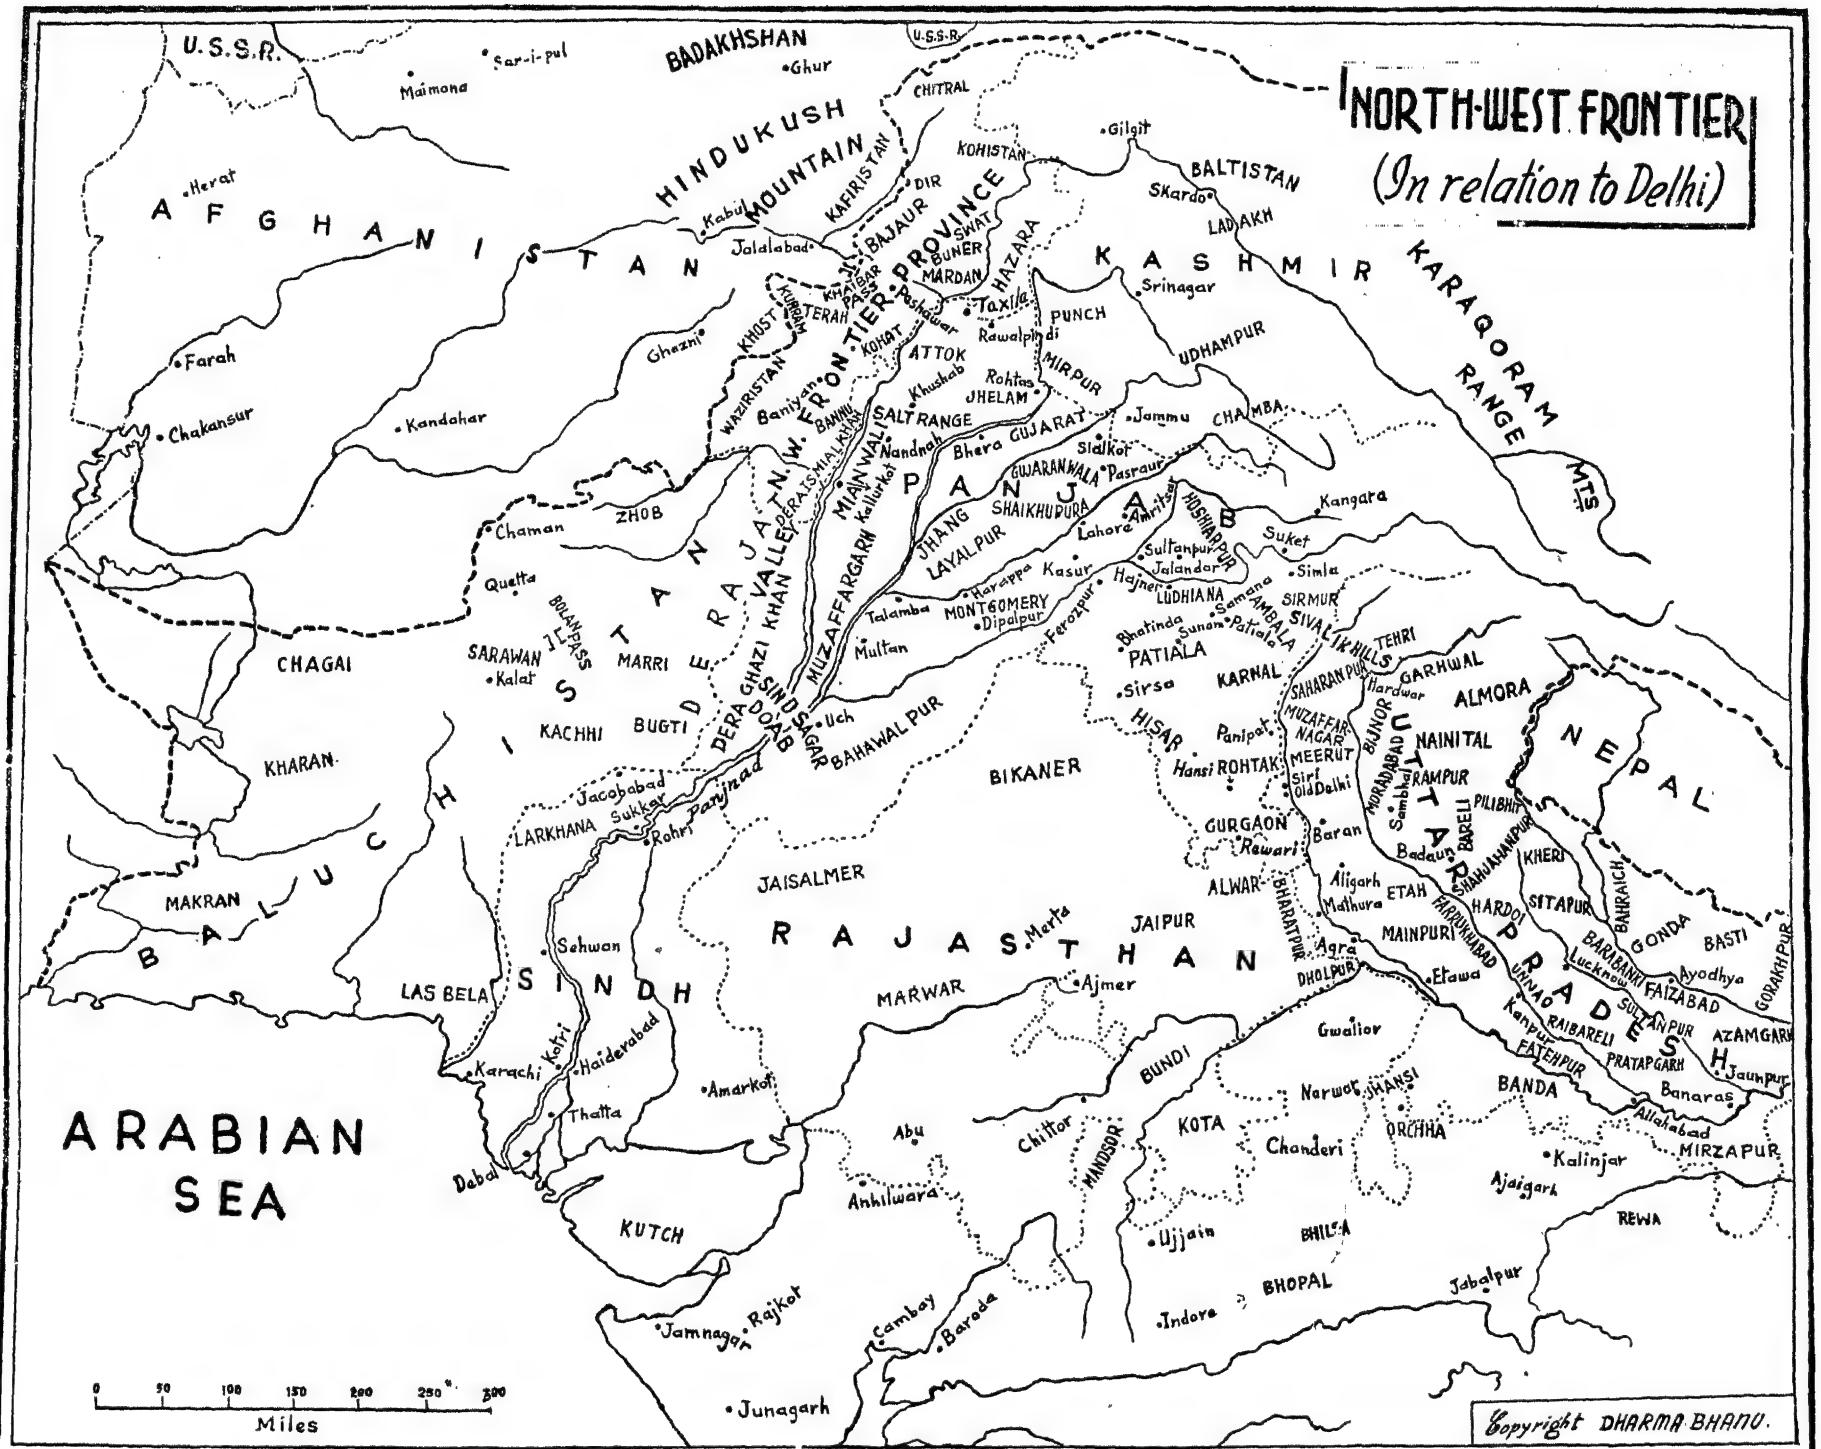 U.S.S.R.
U.S.S.R.
NORTH-WEST FRONTIER
(In relation to Delhi)
Sar-i-pul
Maimona
BADAKHSHAN
Ghur
CHITRAL
HINDUKUSH
MOUNTAIN
KAFIRISTAN
KOHISTAN
Gilgit
BALTISTAN
Skardo
LADAKH
Herat
AFGHANISTAN
Kabul
Jalalabad
DIR
BAJAUR
SWAT
BUNER
MARDAN
HAZARA
KASHMIR
KARAQORAM
RANGE
MTS.
Srinagar
KHAIBAR
PASS
Peshawar
Taxila
KURRAM
TERAH
KHOST
KOHAT
Rawalpindi
PUNCH
UDHAMPUR
N.W. FRONTIER PROVINCE
Farah
Ghazni
ATTOK
MIRPUR
WAZIRISTAN
Baniyan
BANNU
Khushab
Rohtas
JHELAM
Chakansur
Kandahar
SALT RANGE
Nandnah
Bhera
GUJARAT
Jammu
CHAMBA
Sialkot
DERAISMIALKHAN
MIANWALI
Kallurkot
GUJARANWALA
Pasraur
PANJAB
SHAIKHUPURA
Amritsar
HOSHIARPUR
Kangara
Chaman
ZHOB
JHANG
LAYALPUR
Lahore
Suket
Sultanpur
Jalandar
Simla
Quetta
DERAJAT
VALLEY
MUZAFFARGARH
Talamba
Harappa
Kasur
Hajner
LUDHIANA
Samana
SIRMUR
MONTGOMERY
Dipalpur
Ferozpur
AMBALA
BOLAN
PASS
Bhatinda
Sunam
Patiala
PATIALA
SIVALIK HILLS
TEHRI
GARHWAL
CHAGAI
SARAWAN
Kalat
MARRI
Multan
DERA GHAZI KHAN
Sirsa
KARNAL
SAHARANPUR
Hardwar
ALMORA
SIND SAGAR
DOAB
Uch
BAHAWALPUR
KACHHI
BUGTI
HISAR
Panipat
MUZAFFAR-
NAGAR
BIJNOR
NAINITAL
NEPAL
KHARAN
BIKANER
Hansi
ROHTAK
MEERUT
Siri
Old Delhi
MORADABAD
Sambhal
RAMPUR
PILIBHIT
Jacobabad
LARKHANA
Sukkar
Rohri
Panjnad
BALUCHISTAN
GURGAON
Rewari
Baran
Badaun
BARELI
SHAHJAHANPUR
KHERI
JAISALMER
ALWAR
BHARATPUR
Aligarh
Mathura
ETAH
FARRUKHABAD
HARDOI
SITAPUR
BAHRAICH
MAKRAN
UTTAR PRADESH
RAJASTHAN
Merta
JAIPUR
Agra
MAINPURI
BARABANKI
GONDA
BASTI
GORAKHPUR
Sehwan
DHOLPUR
Etawa
UNNAO
Lucknow
Ayodhya
FAIZABAD
SINDH
LAS BELA
MARWAR
Ajmer
Gwalior
Kanpur
RAIBARELI
SULTANPUR
AZAMGARH
Kotri
Haiderabad
FATEHPUR
PRATAPGARH
Jaunpur
Karachi
Amarkot
BUNDI
Narwar
JHANSI
BANDA
Banaras
Allahabad
Thatta
ARABIAN
SEA
Abu
Chittor
KOTA
Chanderi
ORCHHA
Kalinjar
MIRZAPUR
Debal
Anhilwara
MANDSOR
Ajaigarh
KUTCH
Ujjain
BHILSA
REWA
BHOPAL
Jabalpur
Rajkot
Jamnagar
Cambay
Baroda
Indore
Junagarh
0 50 100 150 200 250 300
Miles
Copyright DHARMA BHANU.